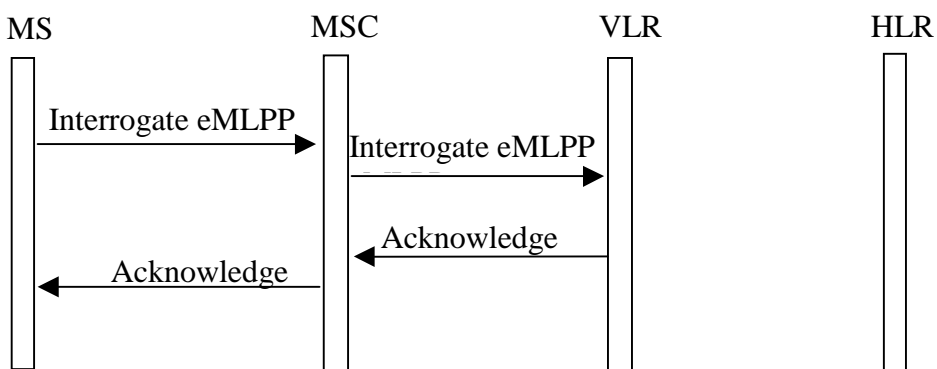 MS MSC VLR HLR
Interrogate eMLPP
Interrogate eMLPP
Acknowledge
Acknowledge